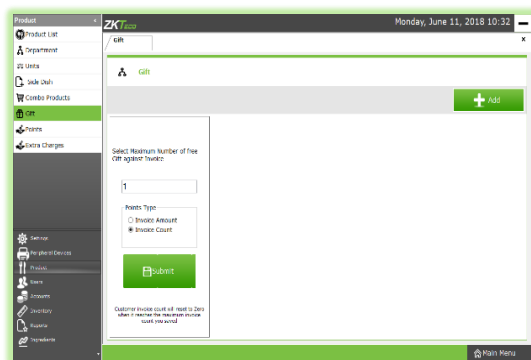 Product
Product List
Department
Units
Side Dish
Combo Products
Gift
Points
Extra Charges
Settings
Peripheral Devices
Product
Users
Accounts
Inventory
Reports
Ingredients
ZKTeco
Monday, June 11, 2018 10:32
Gift
x
Gift
Add
Select Maximum Number of free
Gift against Invoice
1
Points Type
Invoice Amount
Invoice Count
Submit
Customer invoice count will reset to Zero
when it reaches the maximum invoice
count you saved
Main Menu